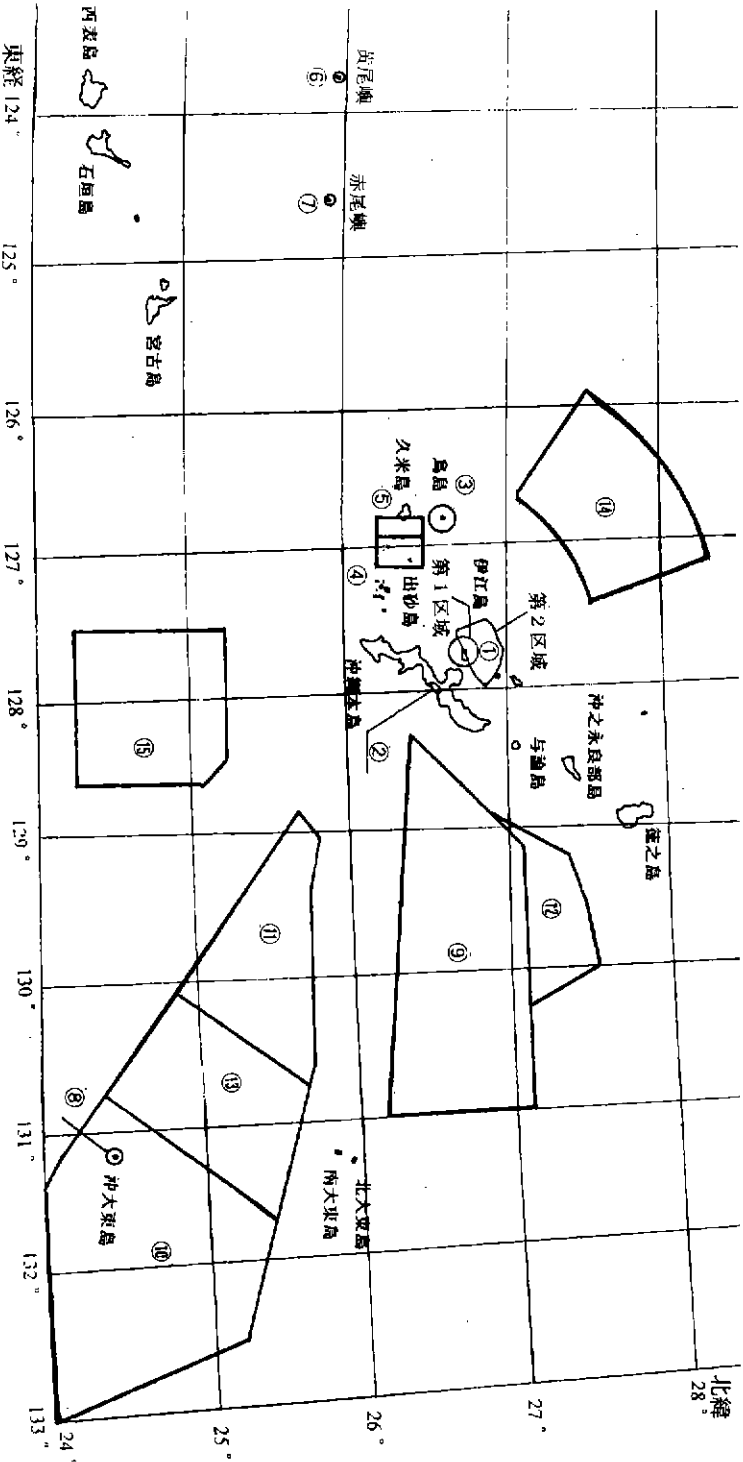 北緯
28°
27°
26°
25°
24°
133°
132°
131°
130°
129°
128°
127°
126°
125°
東経 124°
西表島
石垣島
宮古島
黄尾嶼
⑥
赤尾嶼
⑦
⑭
鳥島
③
久米島
⑤
④
出砂島
伊江島
第1区域
第2区域
①
沖縄本島
②
沖之永良部島
与論島
徳之島
⑫
⑨
⑮
⑪
⑬
⑧
沖大東島
⑩
北大東島
南大東島